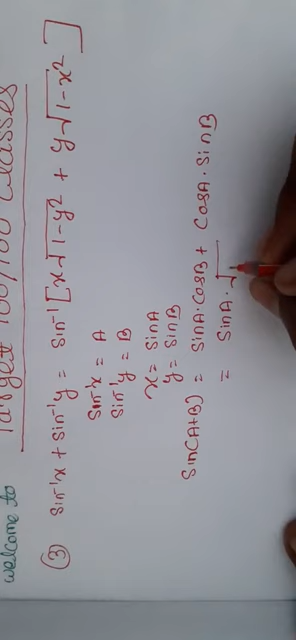 welcome to Target 100/100 classes
③ sin⁻¹x + sin⁻¹y = sin⁻¹[x√1-y² + y√1-x²]
sin⁻¹x = A
sin⁻¹y = B
x = sinA
y = sinB
sin(A+B) = sinA·cosB + cosA·sinB
= sinA·√